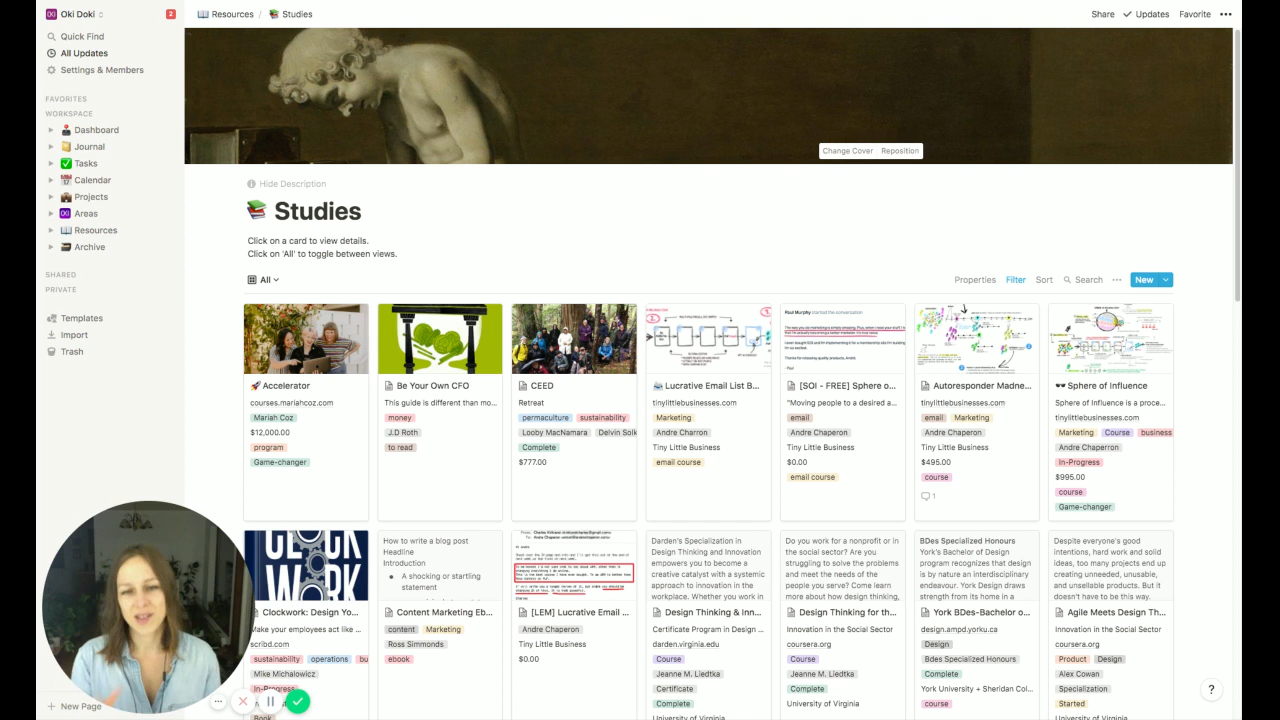 Oki Doki
2
Quick Find
All Updates
Settings & Members
FAVORITES
WORKSPACE
Dashboard
Journal
Tasks
Calendar
Projects
Areas
Resources
Archive
SHARED
PRIVATE
Templates
Import
Trash
New Page
Resources / Studies
Share Updates Favorite •••
Change Cover Reposition
Hide Description
Studies
Click on a card to view details.
Click on 'All' to toggle between views.
All
Properties Filter Sort Search ••• New
Accelerator
courses.mariahcoz.com
Mariah Coz
$12,000.00
program
Game-changer
Be Your Own CFO
This guide is different than mo...
money
J.D Roth
to read
CEED
Retreat
permaculture sustainability
Looby MacNamara Delvin Solk
Complete
$777.00
Lucrative Email List B...
tinylittlebusinesses.com
Marketing
Andre Charron
Tiny Little Business
email course
Paul Murphy started the conversation
Thanks for releasing quality products, André.
[SOI - FREE] Sphere o...
"Moving people to a desired a...
email
Andre Chaperon
Tiny Little Business
$0.00
email course
Autoresponder Madne...
tinylittlebusinesses.com
email Marketing
Andre Chaperon
Tiny Little Business
$495.00
course
1
Sphere of Influence
Sphere of Influence is a proce...
tinylittlebusinesses.com
Marketing Course business
Andre Chaperron
In-Progress
$995.00
course
Game-changer
CLOCK
WORK
Clockwork: Design Yo...
Make your employees act like ...
scribd.com
sustainability operations bu
Mike Michalowicz
In-Progress
Book
How to write a blog post
Headline
Introduction
• A shocking or startling
statement
Content Marketing Eb...
content Marketing
Ross Simmonds
ebook
[LEM] Lucrative Email ...
Andre Chaperon
Tiny Little Business
$0.00
Darden's Specialization in
Design Thinking and Innovation
empowers you to become a
creative catalyst with a
systematic approach to
innovation in the workplace.
Whether you work in
Design Thinking & Inn...
Certificate Program in Design ...
darden.virginia.edu
Course
Jeanne M. Liedtka
Certificate
Complete
University of Virginia
Do you work for a nonprofit or in
the social sector? Are you
struggling to solve the problems
and meet the needs of the
people you serve? Come learn
more about how design thinking,
Design Thinking for th...
Innovation in the Social Sector
coursera.org
Course
Jeanne M. Liedtka
Complete
University of Virginia
BDes Specialized Honours
York's Bachelor of Design
program recognizes that design
is by nature an interdisciplinary
endeavour. York Design draws
strength from its home in a
York BDes-Bachelor o...
design.ampd.yorku.ca
Design
Bdes Specialized Honours
Complete
York University + Sheridan Col...
course
Despite everyone's good
intentions, hard work and solid
ideas, too many projects end up
creating unneeded, unusable,
and unsellable products. But it
doesn't have to be this way.
Agile Meets Design Th...
Innovation in the Social Sector
coursera.org
Product Design
Alex Cowan
Specialization
Started
University of Virginia
?